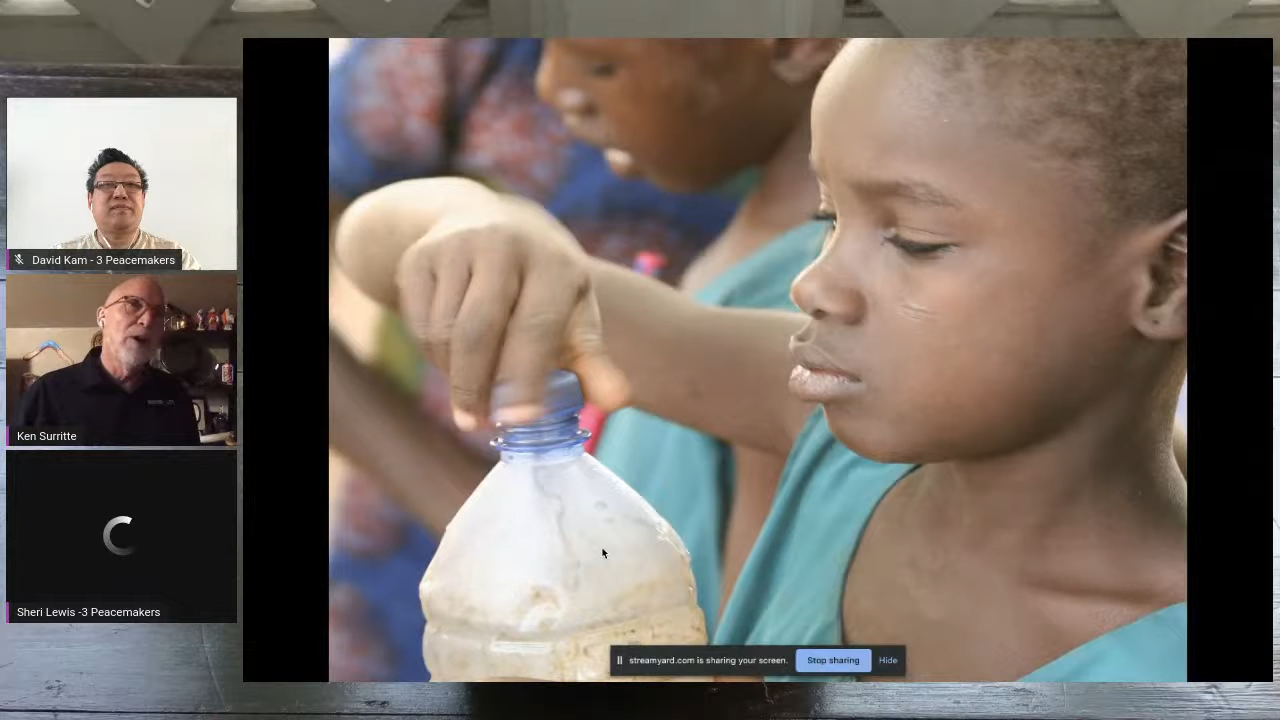 David Kam - 3 Peacemakers
Ken Surritte
Sheri Lewis -3 Peacemakers
streamyard.com is sharing your screen. Stop sharing Hide